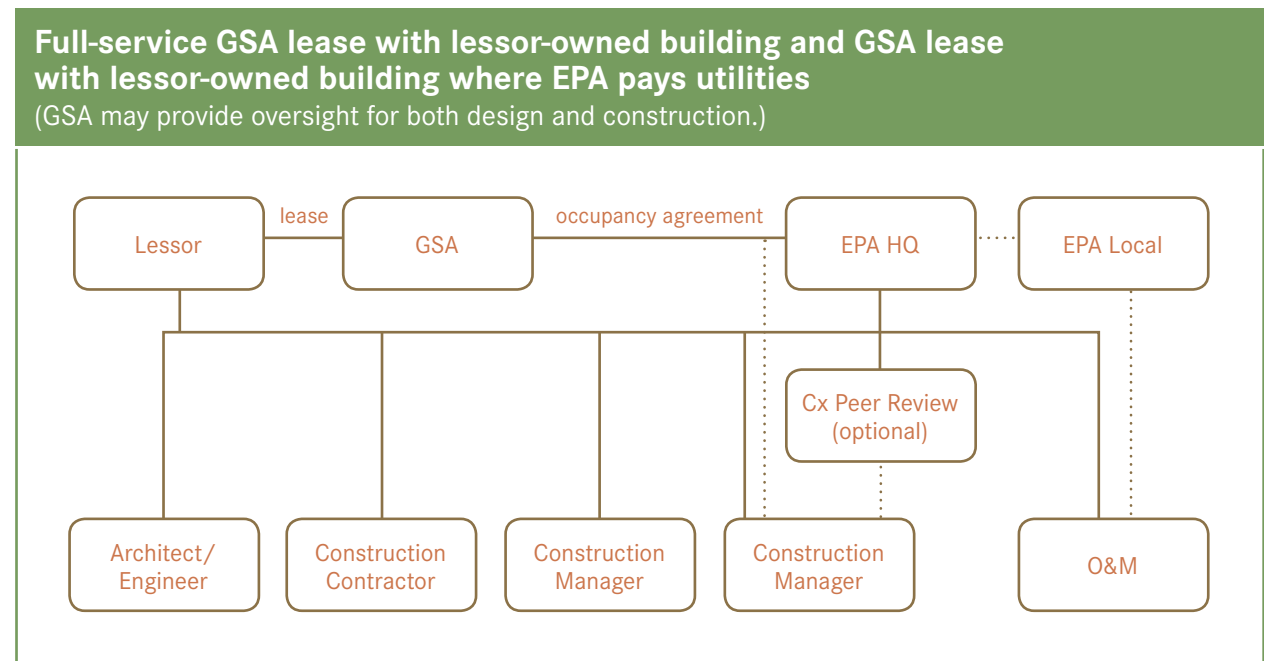 Full-service GSA lease with lessor-owned building and GSA lease
with lessor-owned building where EPA pays utilities
(GSA may provide oversight for both design and construction.)
Lessor
lease
GSA
occupancy agreement
EPA HQ
EPA Local
Cx Peer Review
(optional)
Architect/
Engineer
Construction
Contractor
Construction
Manager
Construction
Manager
O&M